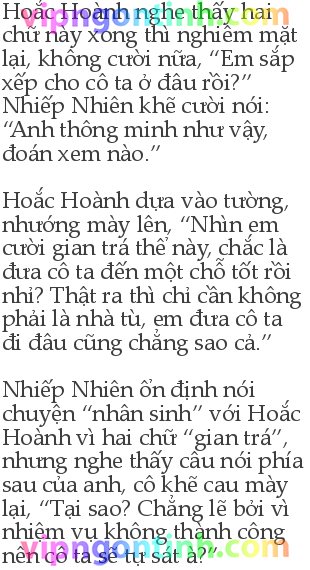 Hoắc Hoành nghe thấy hai
chữ này xong thì nghiêm mặt
lại, không cười nữa, “Em sắp
xếp cho cô ta ở đâu rồi?”
Nhiếp Nhiên khẽ cười nói:
“Anh thông minh như vậy,
đoán xem nào.”
Hoắc Hoành dựa vào tường,
nhướng mày lên, “Nhìn em
cười gian trá thế này, chắc là
đưa cô ta đến một chỗ tốt rồi
nhỉ? Thật ra thì chỉ cần không
phải là nhà tù, em đưa cô ta
đi đâu cũng chẳng sao cả.”
Nhiếp Nhiên ổn định nói
chuyện “nhân sinh” với Hoắc
Hoành vì hai chữ “gian trá”,
nhưng nghe thấy câu nói phía
sau của anh, cô khẽ cau mày
lại, “Tại sao? Chẳng lẽ bởi vì
nhiệm vụ không thành công
nên cô ta sẽ tự sát à?”
vipngontinh.com
vipngontinh.com